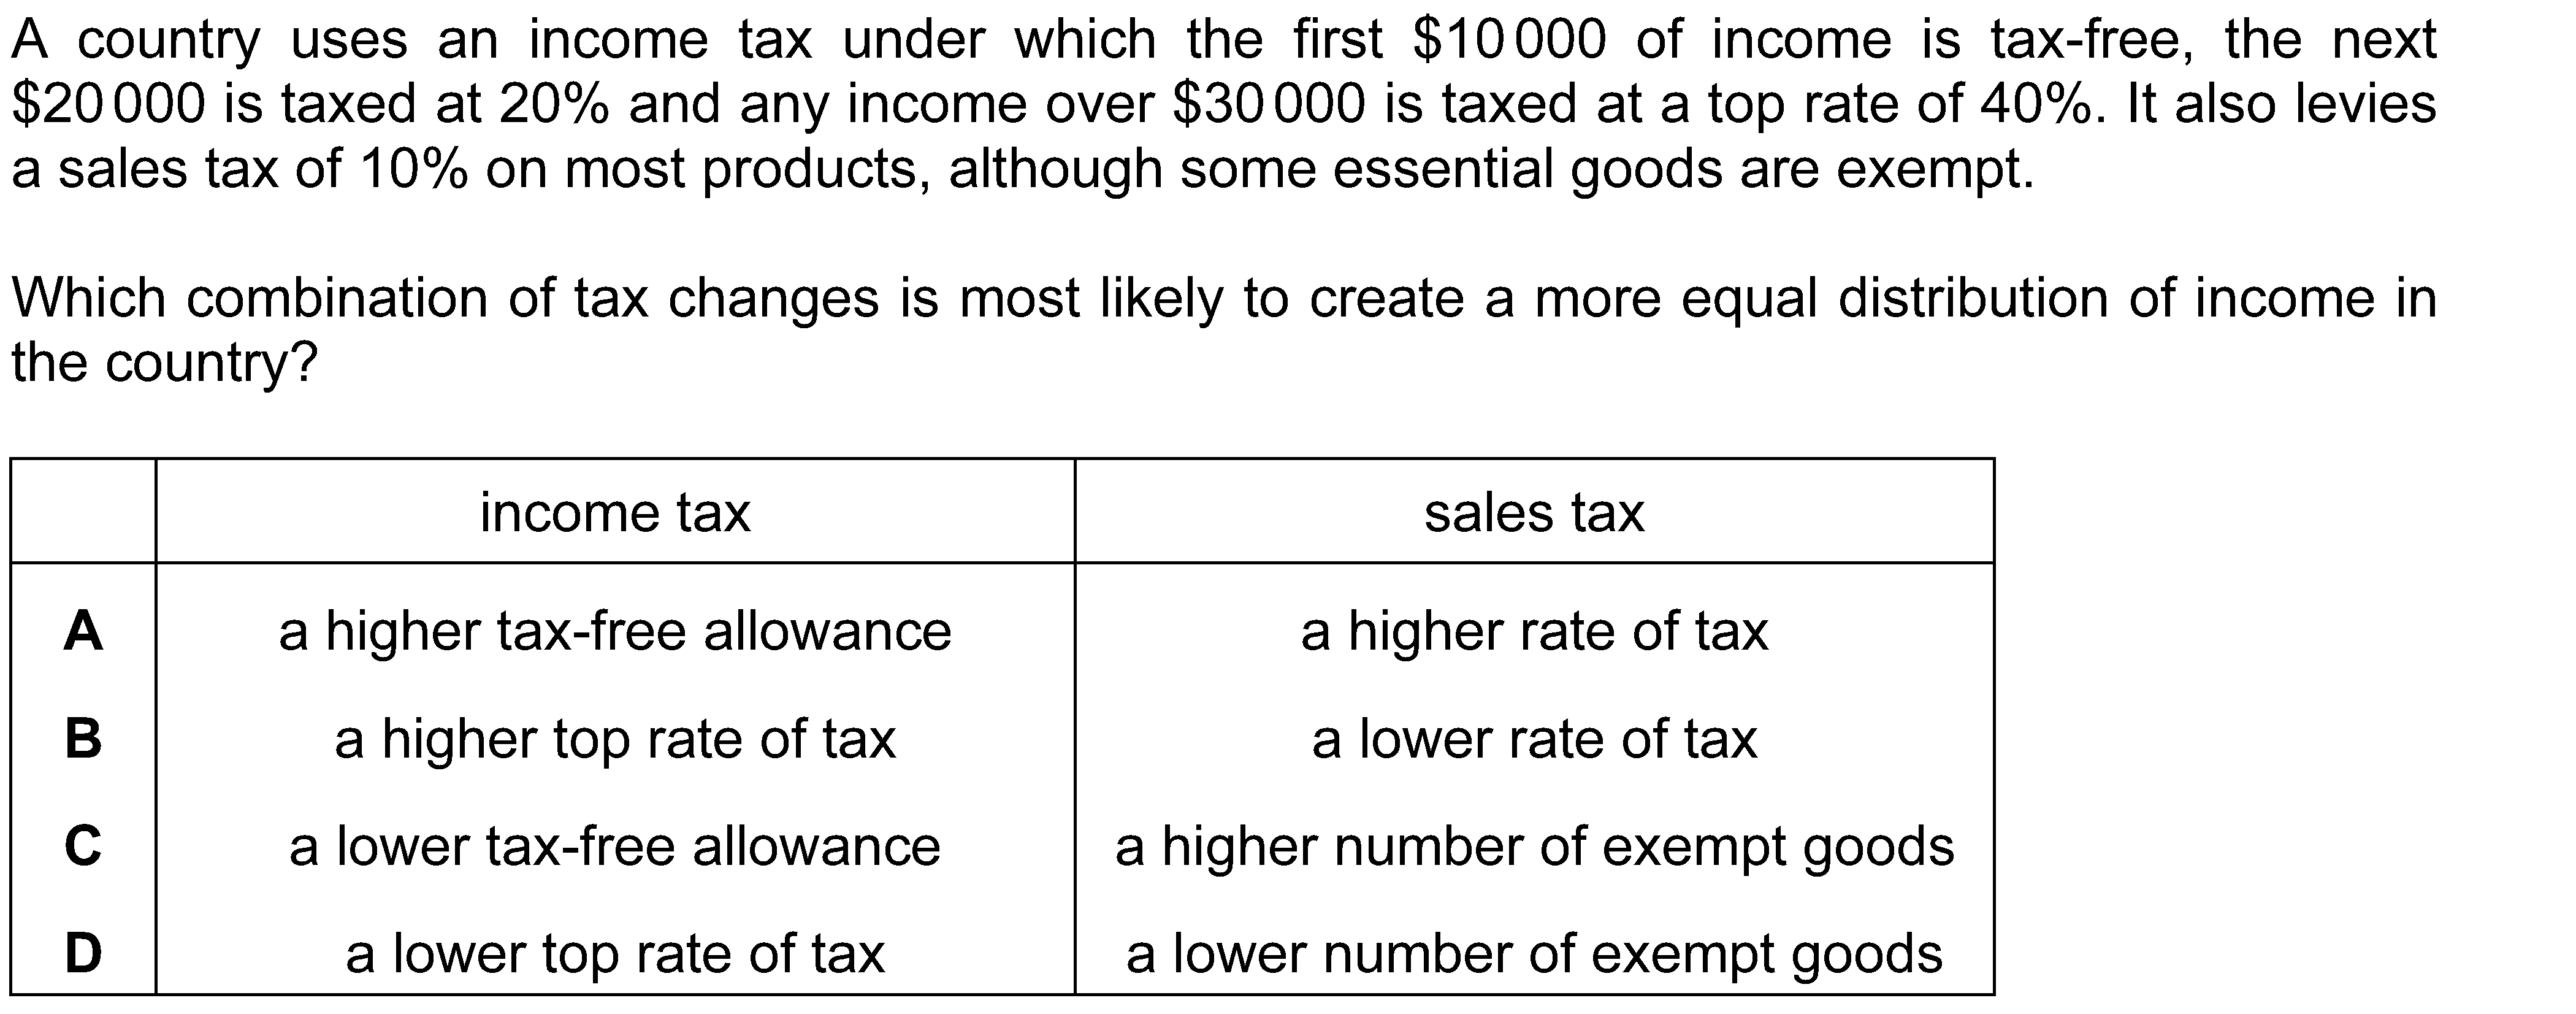 A country uses an income tax under which the first $10 000 of income is tax-free, the next
$20 000 is taxed at 20% and any income over $30 000 is taxed at a top rate of 40%. It also levies
a sales tax of 10% on most products, although some essential goods are exempt.
Which combination of tax changes is most likely to create a more equal distribution of income in
the country?
income tax sales tax
A a higher tax-free allowance a higher rate of tax
B a higher top rate of tax a lower rate of tax
C a lower tax-free allowance a higher number of exempt goods
D a lower top rate of tax a lower number of exempt goods